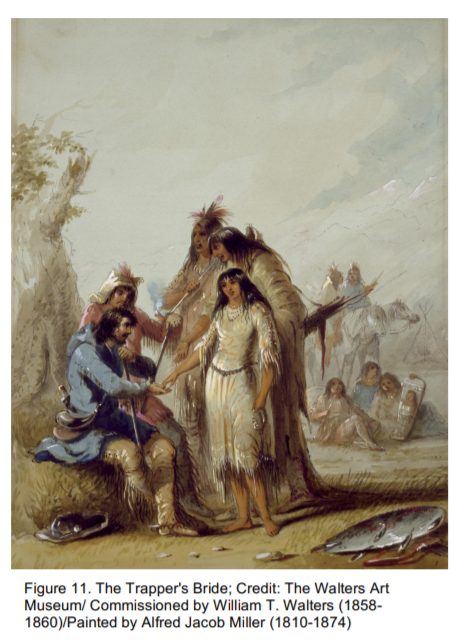 Figure 11. The Trapper's Bride; Credit: The Walters Art
Museum/ Commissioned by William T. Walters (1858-
1860)/Painted by Alfred Jacob Miller (1810-1874)